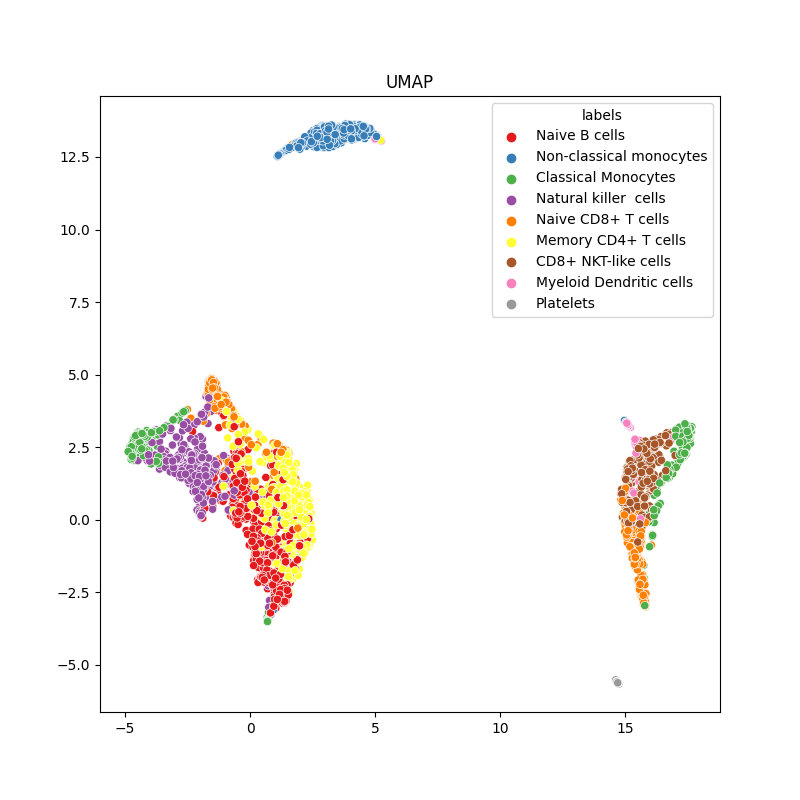 UMAP
labels
Naive B cells
Non-classical monocytes
Classical Monocytes
Natural killer  cells
Naive CD8+ T cells
Memory CD4+ T cells
CD8+ NKT-like cells
Myeloid Dendritic cells
Platelets
12.5
10.0
7.5
5.0
2.5
0.0
−2.5
−5.0
−5 0 5 10 15